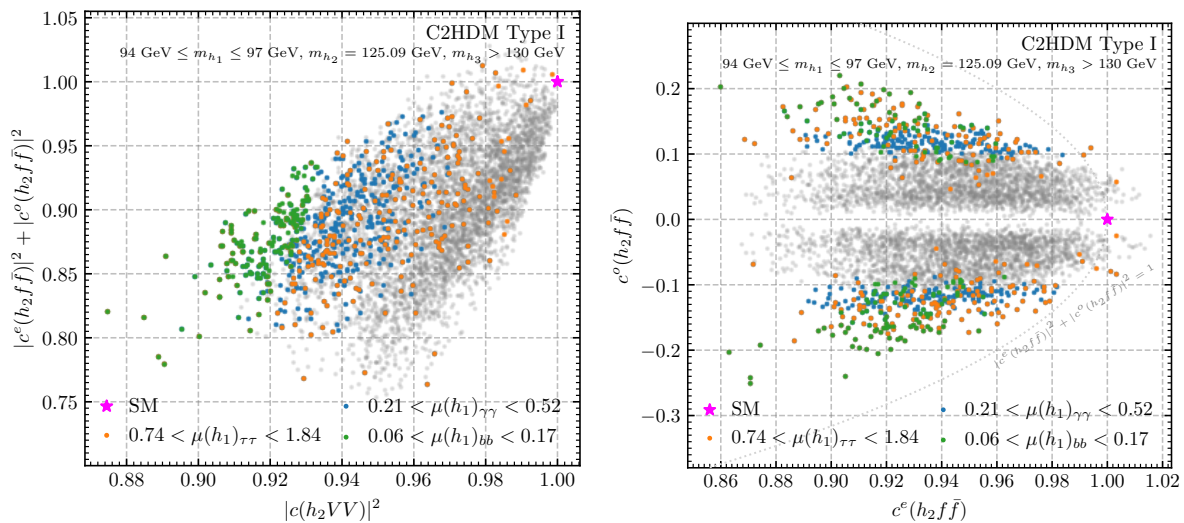 C2HDM Type I
94 GeV ≤ m_{h_1} ≤ 97 GeV, m_{h_2} = 125.09 GeV, m_{h_3} > 130 GeV
|c^e(h_2 f f̄)|^2 + |c^o(h_2 f f̄)|^2
1.05
1.00
0.95
0.90
0.85
0.80
0.75
SM
0.21 < μ(h_1)_{γγ} < 0.52
0.74 < μ(h_1)_{ττ} < 1.84
0.06 < μ(h_1)_{bb} < 0.17
0.88 0.90 0.92 0.94 0.96 0.98 1.00
|c(h_2 VV)|^2
C2HDM Type I
94 GeV ≤ m_{h_1} ≤ 97 GeV, m_{h_2} = 125.09 GeV, m_{h_3} > 130 GeV
c^o(h_2 f f̄)
0.2
0.1
0.0
−0.1
−0.2
−0.3
|c^e(h_2 f f̄)|^2 + |c^o(h_2 f f̄)|^2 = 1
SM
0.21 < μ(h_1)_{γγ} < 0.52
0.74 < μ(h_1)_{ττ} < 1.84
0.06 < μ(h_1)_{bb} < 0.17
0.86 0.88 0.90 0.92 0.94 0.96 0.98 1.00 1.02
c^e(h_2 f f̄)